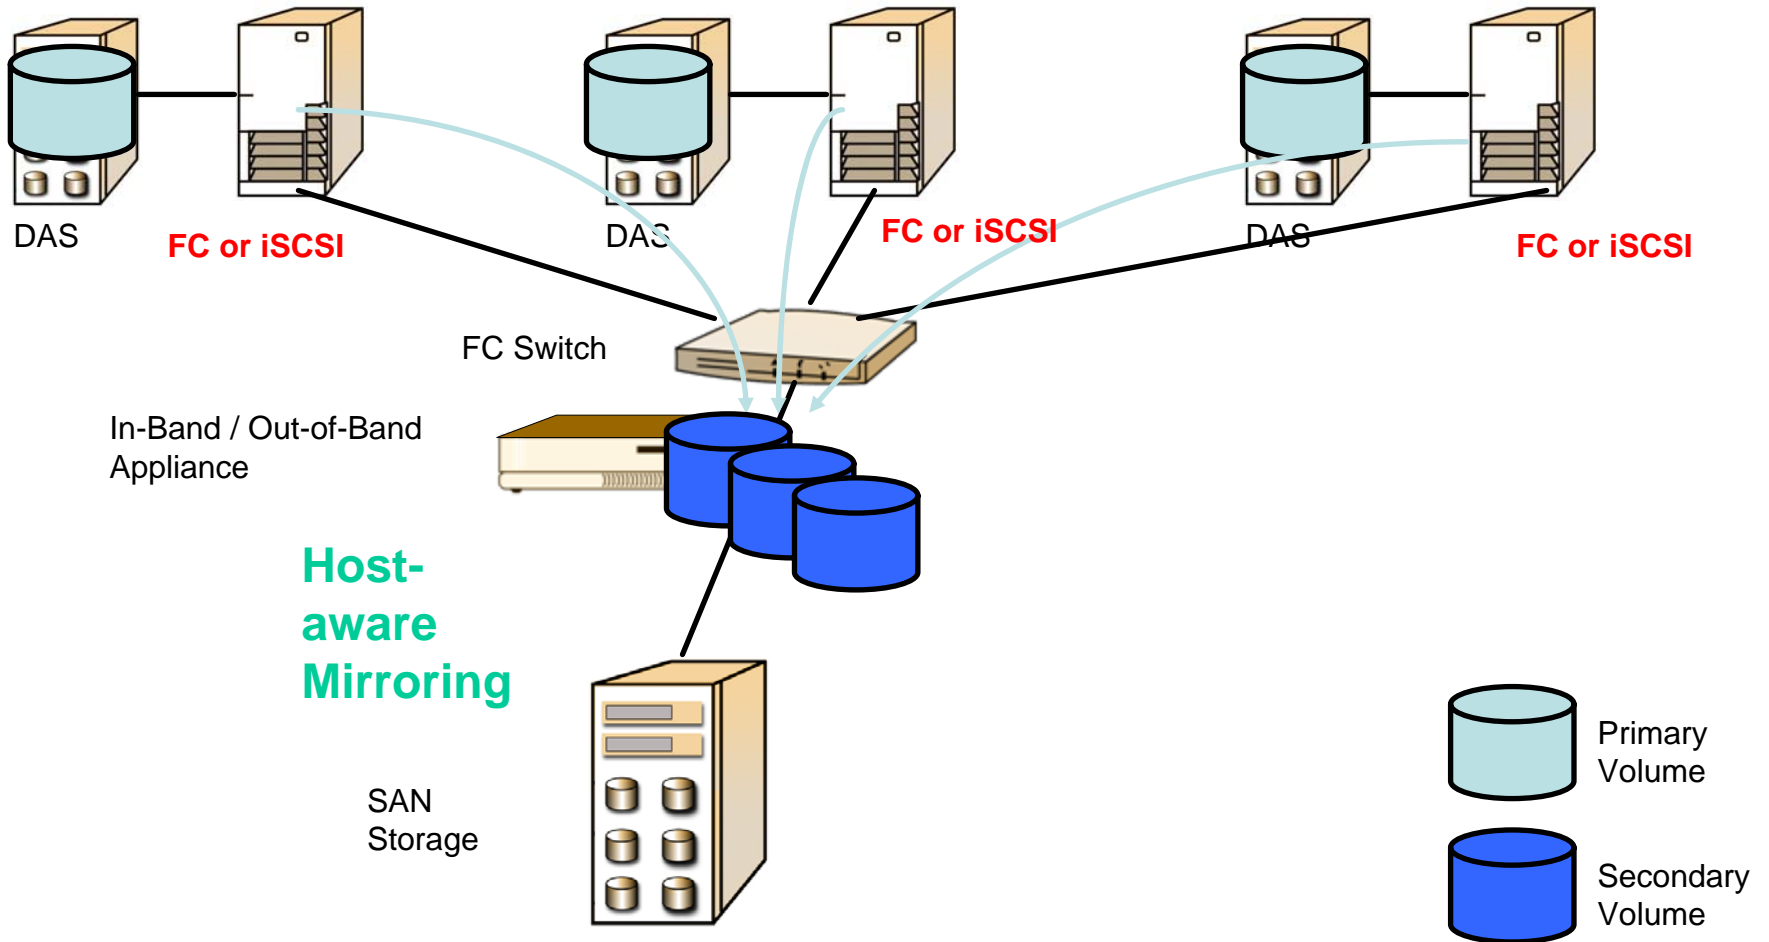 DAS
FC or iSCSI
DAS
FC or iSCSI
DAS
FC or iSCSI
FC Switch
In-Band / Out-of-Band
Appliance
Host-
aware
Mirroring
SAN
Storage
Primary
Volume
Secondary
Volume